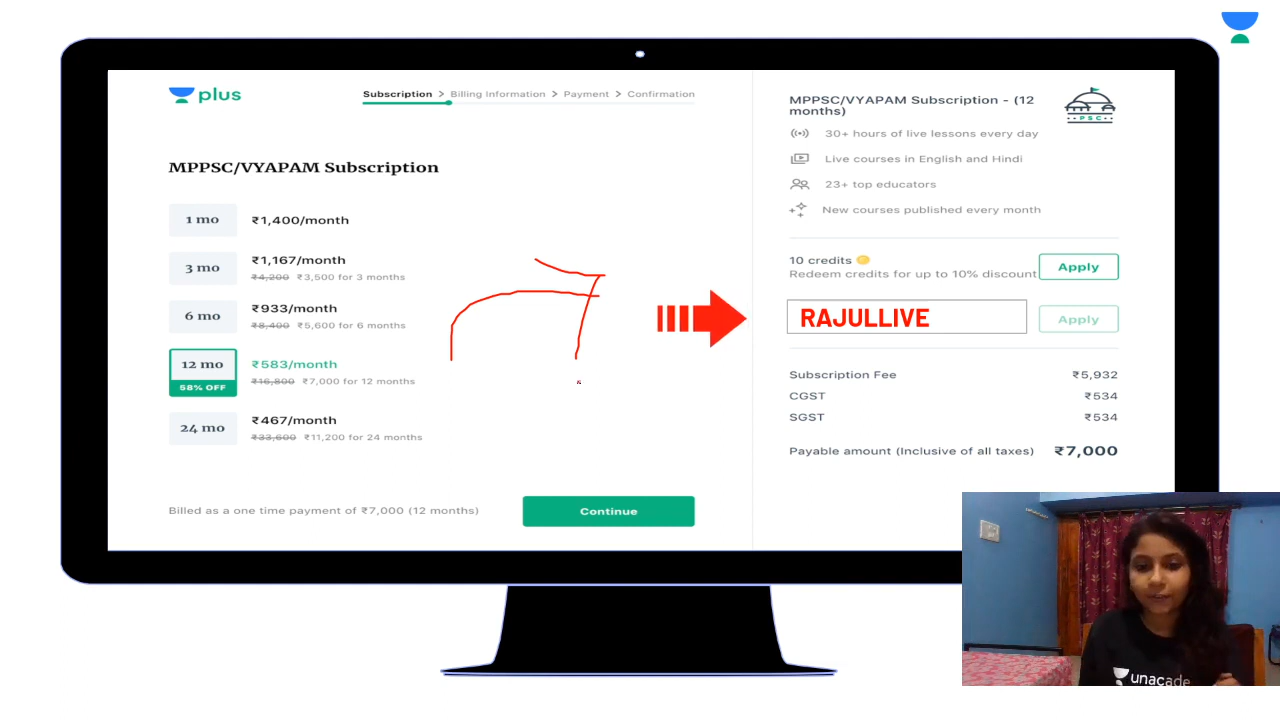 plus
Subscription > Billing Information > Payment > Confirmation
MPPSC/VYAPAM Subscription
1 mo ₹1,400/month
3 mo ₹1,167/month
₹4,200 ₹3,500 for 3 months
6 mo ₹933/month
₹8,400 ₹5,600 for 6 months
12 mo ₹583/month
58% OFF ₹16,800 ₹7,000 for 12 months
24 mo ₹467/month
₹33,600 ₹11,200 for 24 months
Billed as a one time payment of ₹7,000 (12 months)
Continue
MPPSC/VYAPAM Subscription - (12
months)
PSC
30+ hours of live lessons every day
Live courses in English and Hindi
23+ top educators
New courses published every month
10 credits
Redeem credits for up to 10% discount
Apply
RAJULLIVE
Apply
Subscription Fee ₹5,932
CGST ₹534
SGST ₹534
Payable amount (Inclusive of all taxes) ₹7,000
unacade